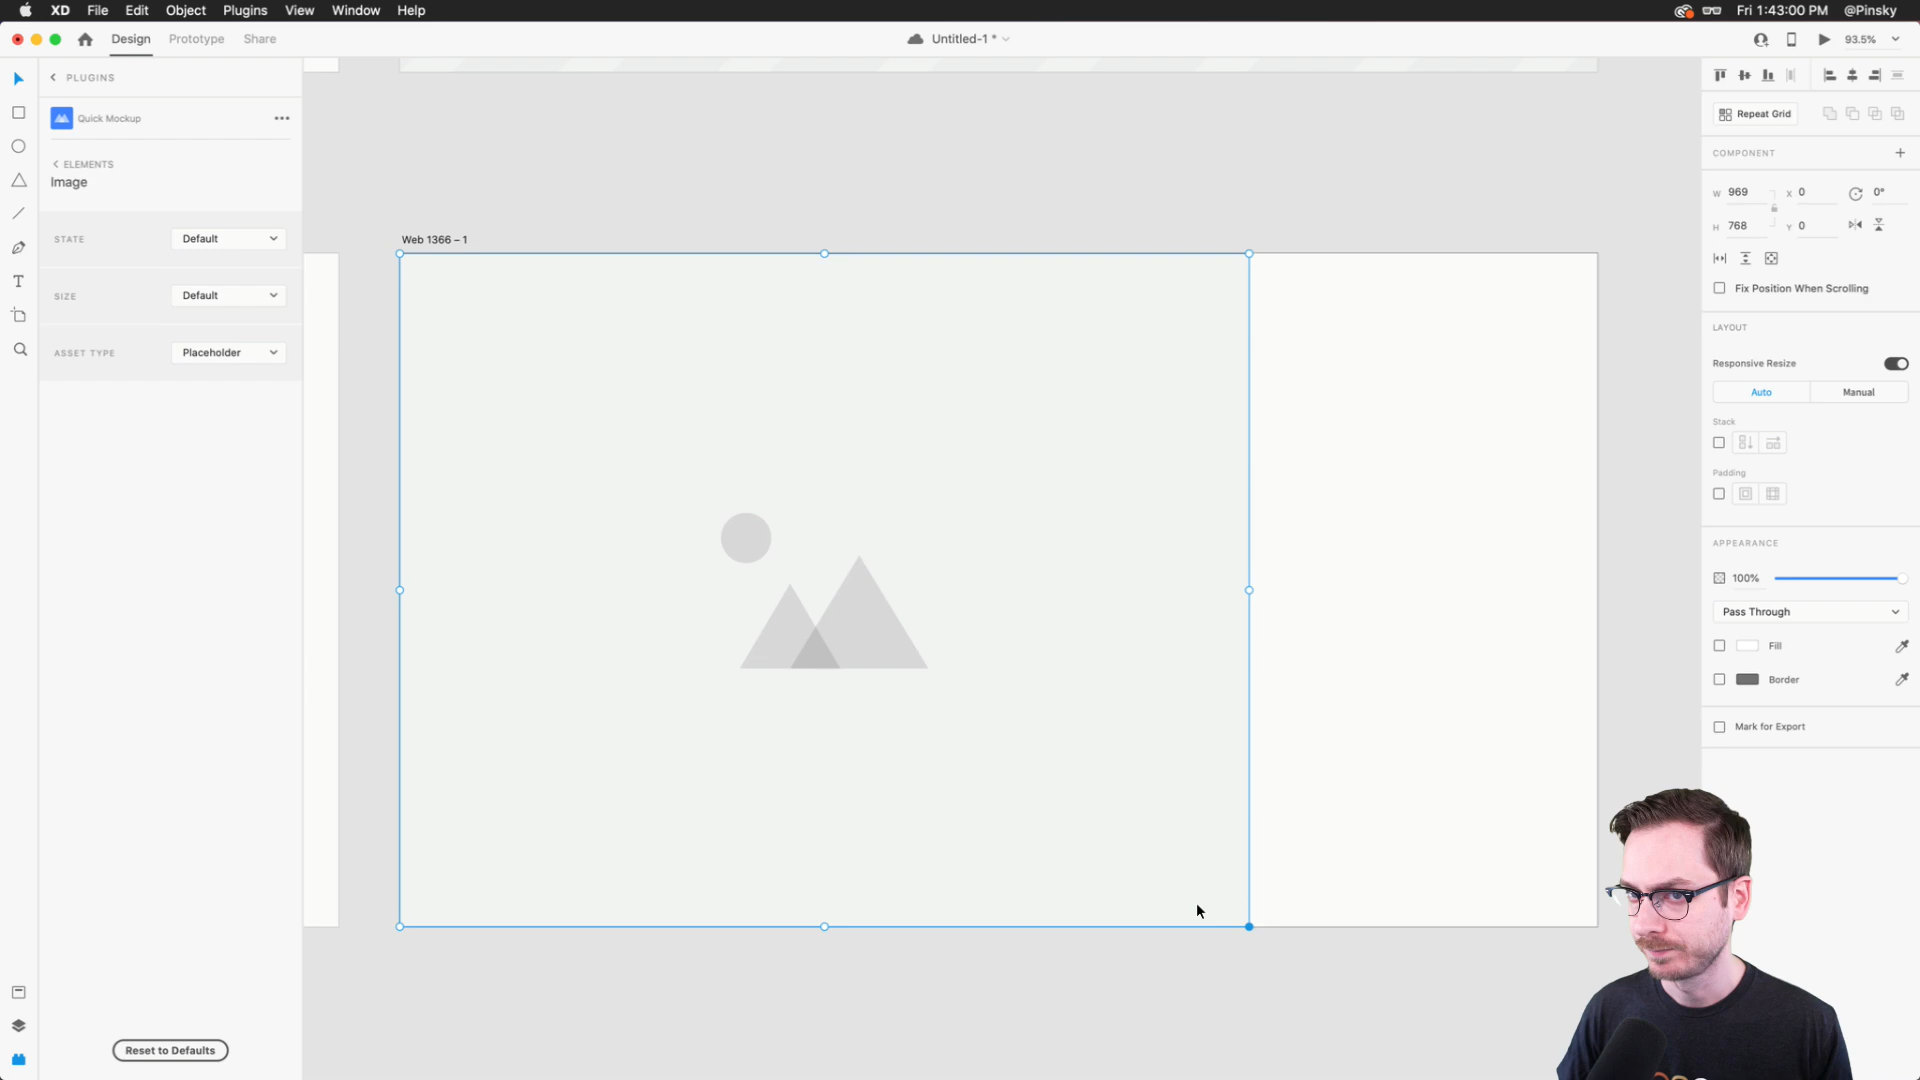 XD File Edit Object Plugins View Window Help Fri 1:43:00 PM @Pinsky
Design Prototype Share Untitled-1 * 93.5%
PLUGINS
Quick Mockup
ELEMENTS
Image
STATE Default
SIZE Default
ASSET TYPE Placeholder
Reset to Defaults
Web 1366 – 1
Repeat Grid
COMPONENT
W 969 X 0 0°
H 768 Y 0
Fix Position When Scrolling
LAYOUT
Responsive Resize
Auto Manual
Stack
Padding
APPEARANCE
100%
Pass Through
Fill
Border
Mark for Export